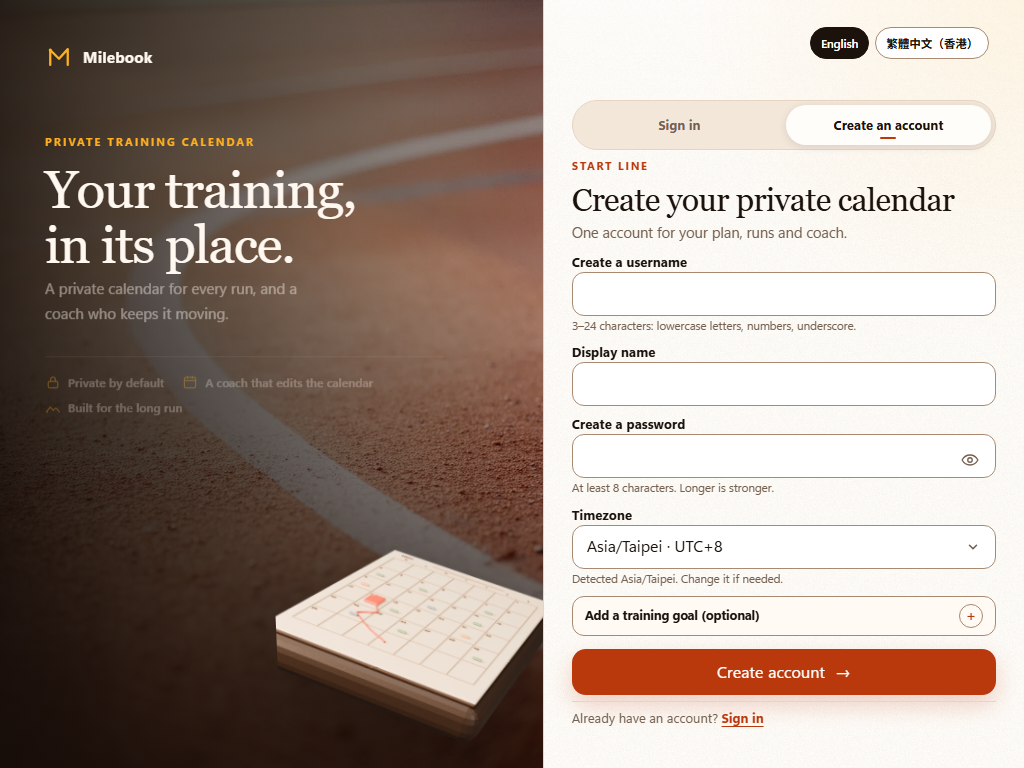 Milebook
English
繁體中文（香港）
PRIVATE TRAINING CALENDAR
Your training,
in its place.
A private calendar for every run, and a
coach who keeps it moving.
Private by default
A coach that edits the calendar
Built for the long run
Sign in
Create an account
START LINE
Create your private calendar
One account for your plan, runs and coach.
Create a username
3–24 characters: lowercase letters, numbers, underscore.
Display name
Create a password
At least 8 characters. Longer is stronger.
Timezone
Asia/Taipei · UTC+8
Detected Asia/Taipei. Change it if needed.
Add a training goal (optional)
+
Create account →
Already have an account? Sign in